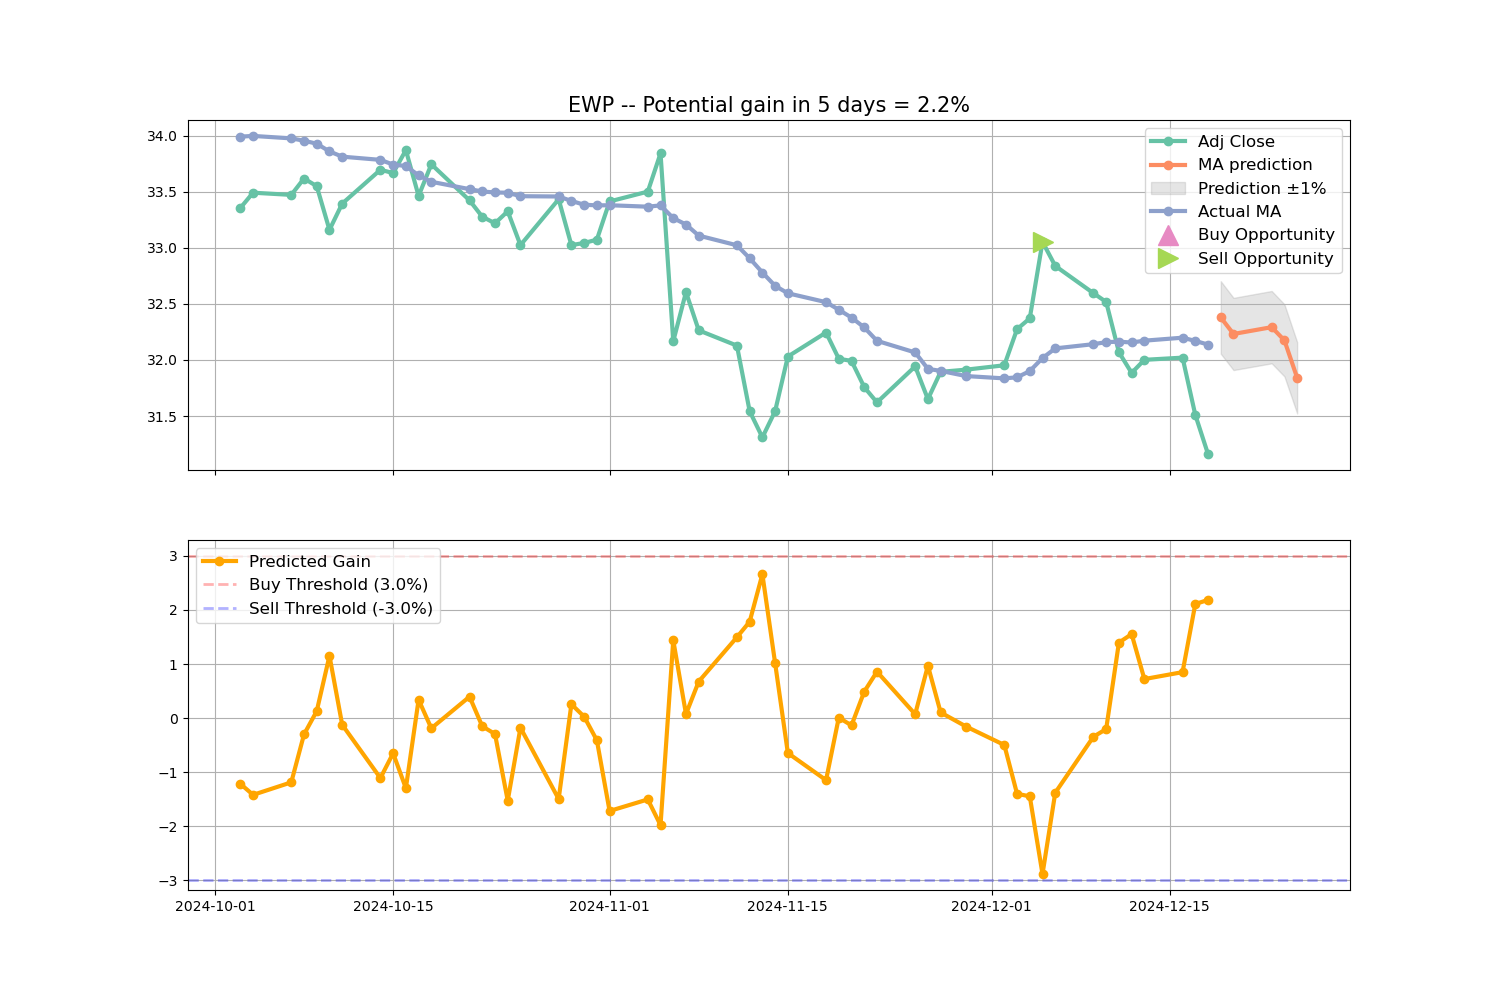 EWP -- Potential gain in 5 days = 2.2%
34.0
33.5
33.0
32.5
32.0
31.5
Adj Close
MA prediction
Prediction ±1%
Actual MA
Buy Opportunity
Sell Opportunity
3
2
1
0
−1
−2
−3
Predicted Gain
Buy Threshold (3.0%)
Sell Threshold (-3.0%)
2024-10-01
2024-10-15
2024-11-01
2024-11-15
2024-12-01
2024-12-15